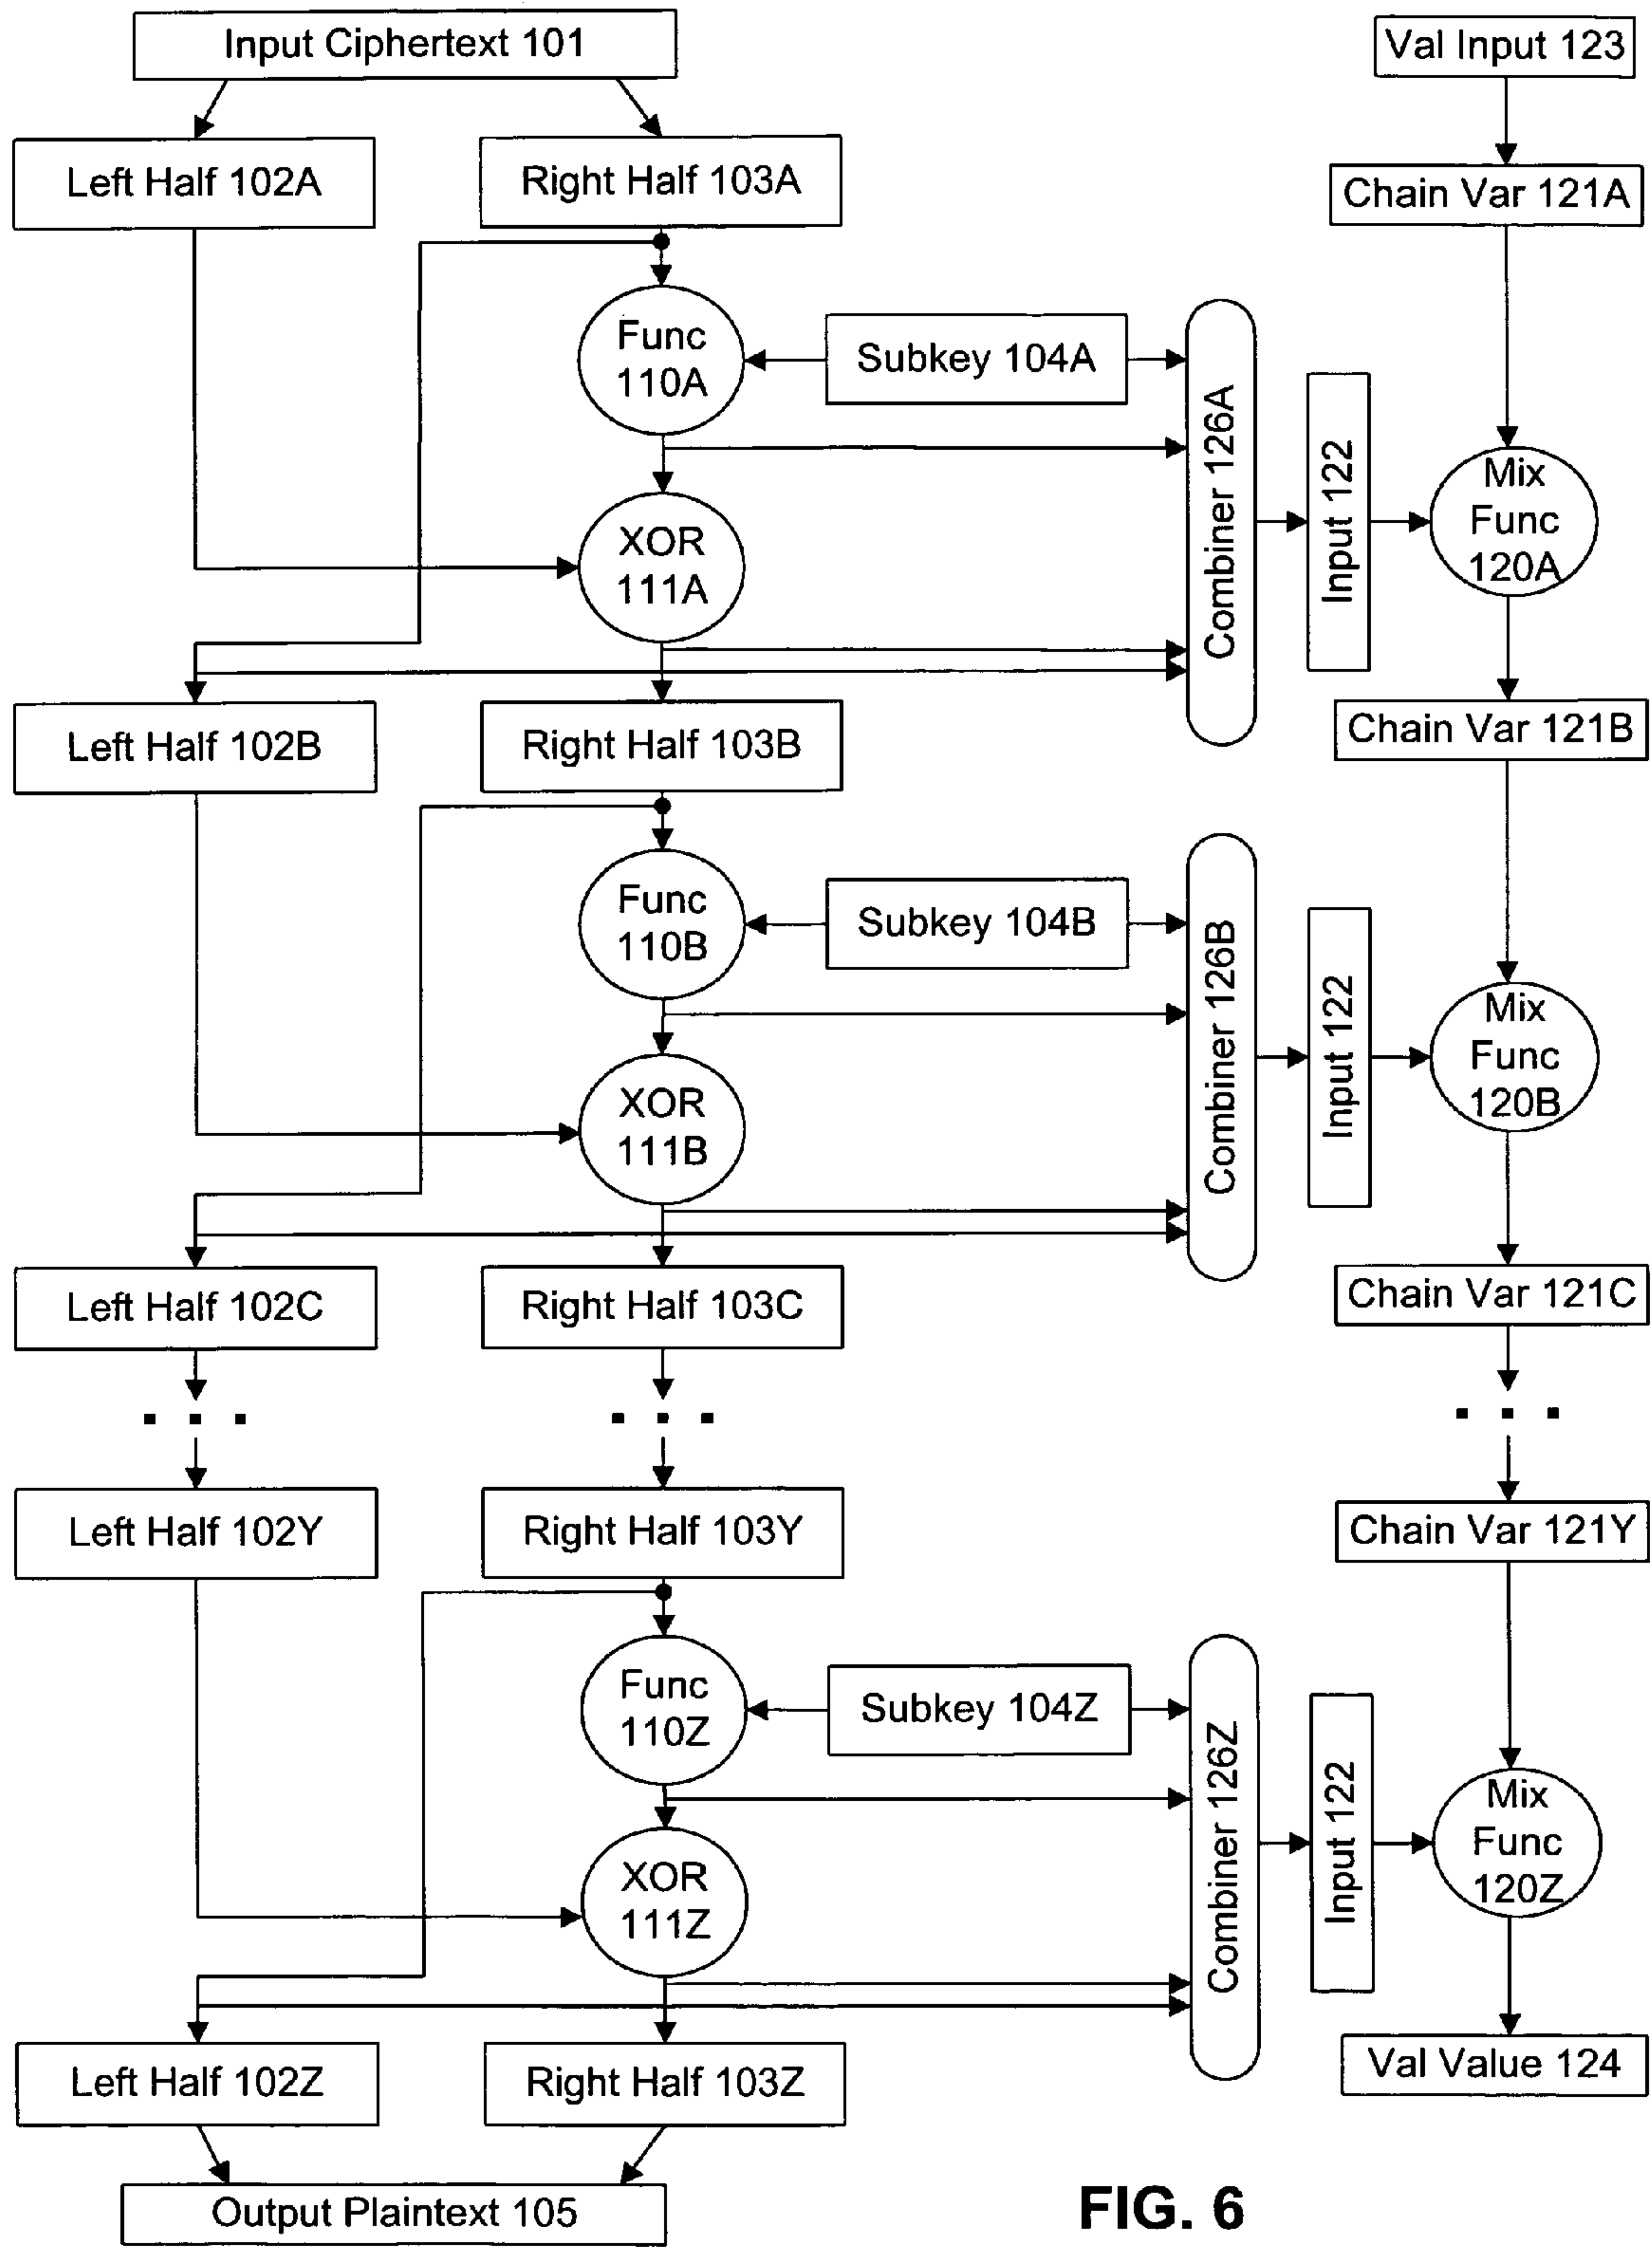 Input Ciphertext 101
Val Input 123
Left Half 102A
Right Half 103A
Chain Var 121A
Func
110A
Subkey 104A
Combiner 126A
Input 122
Mix
Func
120A
XOR
111A
Left Half 102B
Right Half 103B
Chain Var 121B
Func
110B
Subkey 104B
Combiner 126B
Input 122
Mix
Func
120B
XOR
111B
Left Half 102C
Right Half 103C
Chain Var 121C
. . .
. . .
. . .
Left Half 102Y
Right Half 103Y
Chain Var 121Y
Func
110Z
Subkey 104Z
Combiner 126Z
Input 122
Mix
Func
120Z
XOR
111Z
Left Half 102Z
Right Half 103Z
Val Value 124
Output Plaintext 105
FIG. 6